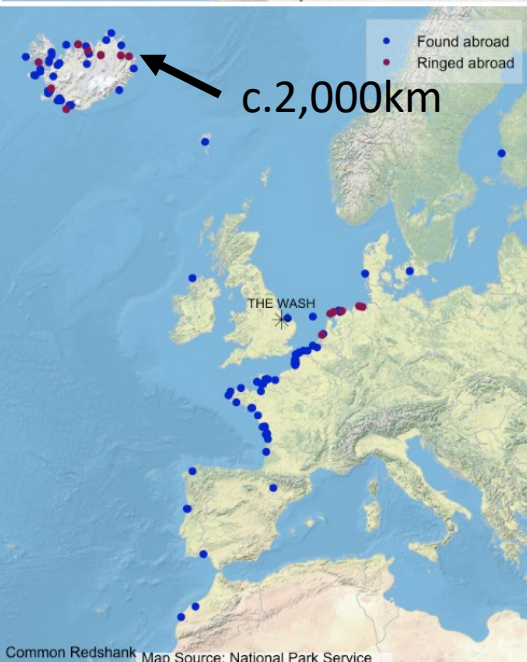 Found abroad
Ringed abroad
c.2,000km
THE WASH
Common Redshank
Map Source: National Park Service